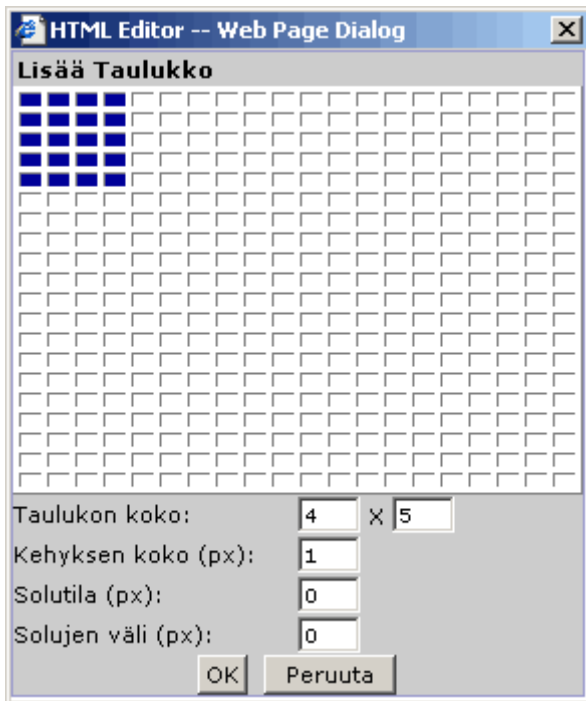 HTML Editor -- Web Page Dialog
Lisää Taulukko
Taulukon koko: 4 X 5
Kehyksen koko (px): 1
Solutila (px): 0
Solujen väli (px): 0
OK Peruuta